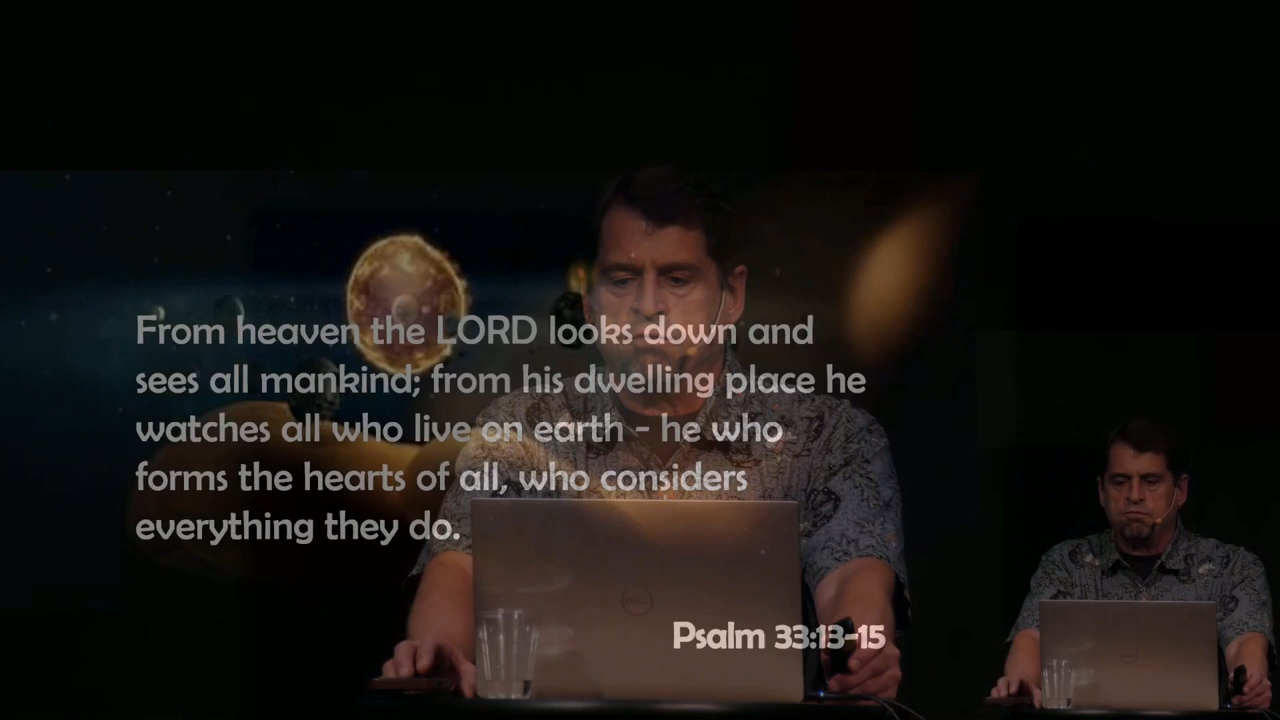 From heaven the LORD looks down and
sees all mankind; from his dwelling place he
watches all who live on earth - he who
forms the hearts of all, who considers
everything they do.
Psalm 33:13-15
DELL